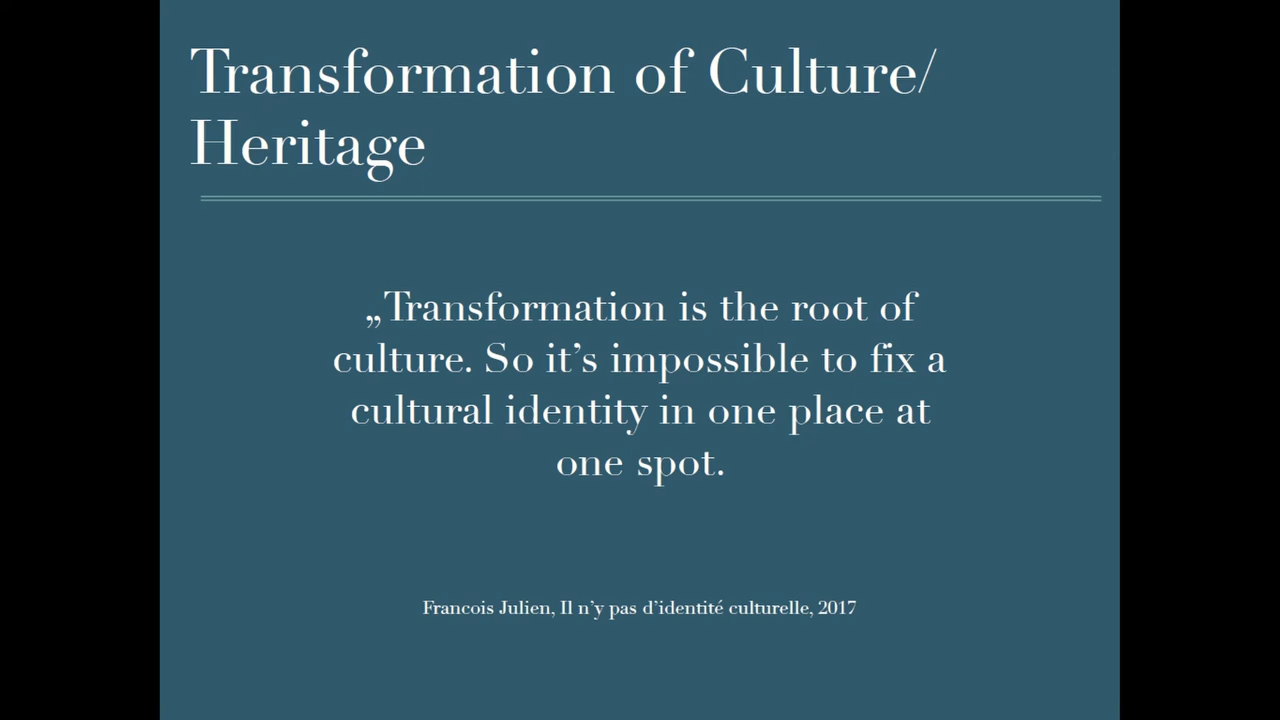 Transformation of Culture/
Heritage
„Transformation is the root of
culture. So it’s impossible to fix a
cultural identity in one place at
one spot.
Francois Julien, Il n’y pas d’identité culturelle, 2017